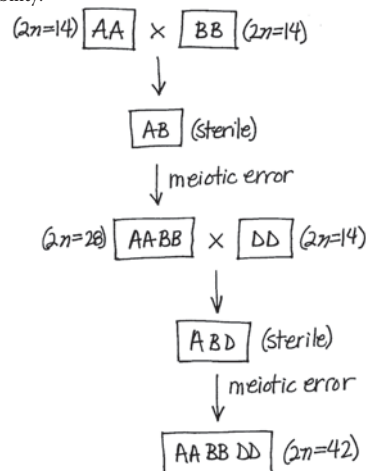 (2n=14) AA × BB (2n=14)
AB (sterile)
meiotic error
(2n=28) AABB × DD (2n=14)
ABD (sterile)
meiotic error
AA BB DD (2n=42)